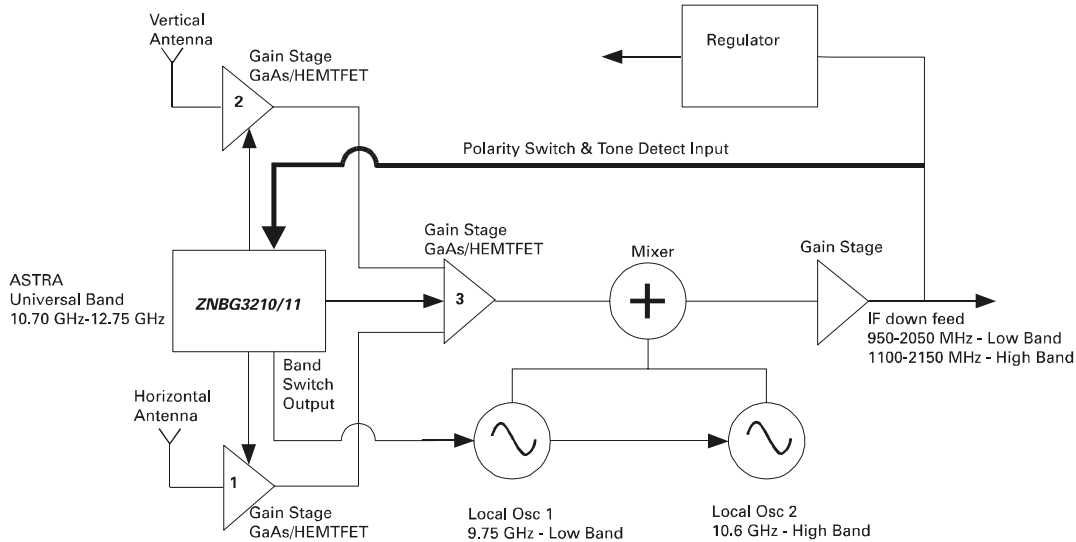 Vertical
Antenna
Gain Stage
GaAs/HEMTFET
2
Regulator
Polarity Switch & Tone Detect Input
Gain Stage
GaAs/HEMTFET
Mixer
Gain Stage
ASTRA
Universal Band
10.70 GHz-12.75 GHz
ZNBG3210/11
3
+
IF down feed
950-2050 MHz - Low Band
1100-2150 MHz - High Band
Band
Switch
Output
Horizontal
Antenna
1
Gain Stage
GaAs/HEMTFET
Local Osc 1
9.75 GHz - Low Band
Local Osc 2
10.6 GHz - High Band